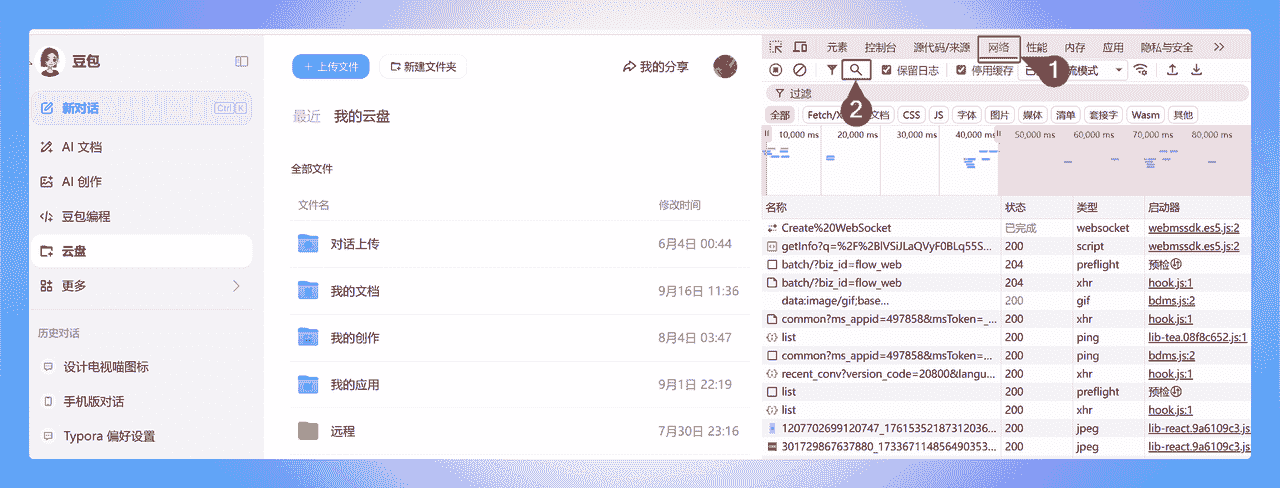 豆包
新对话
Ctrl K
AI 文档
AI 创作
豆包编程
云盘
更多
历史对话
设计电视喵图标
手机版对话
Typora 偏好设置
+ 上传文件
新建文件夹
我的分享
最近 我的云盘
全部文件
文件名 修改时间
对话上传 6月4日 00:44
我的文档 9月16日 11:36
我的创作 8月4日 03:47
我的应用 9月1日 22:19
远程 7月30日 23:16
元素 控制台 源代码/来源 网络 性能 内存 应用 隐私与安全
1
保留日志 停用缓存 流模式
2
过滤
全部 Fetch/X 文档 CSS JS 字体 图片 媒体 清单 套接字 Wasm 其他
10,000 ms 20,000 ms 30,000 ms 40,000 ms 50,000 ms 60,000 ms 70,000 ms 80,000 ms
名称 状态 类型 启动器
Create%20WebSocket 已完成 websocket webmssdk.es5.js:2
getInfo?q=%2F%2BlVSiJLaQVyF0BLq55S... 200 script webmssdk.es5.js:2
batch/?biz_id=flow_web 204 preflight 预检
batch/?biz_id=flow_web 204 xhr hook.js:1
data:image/gif;base... 200 gif bdms.js:2
common?ms_appid=497858&msToken=_... 200 xhr hook.js:1
list 200 ping lib-tea.08f8c652.js:1
common?ms_appid=497858&msToken=... 200 ping bdms.js:2
recent_conv?version_code=20800&langu... 200 xhr hook.js:1
list 200 preflight 预检
list 200 xhr hook.js:1
1207702699120747_17615352187312036... 200 jpeg lib-react.9a6109c3.js
301729867637880_173367114856490353... 200 jpeg lib-react.9a6109c3.js